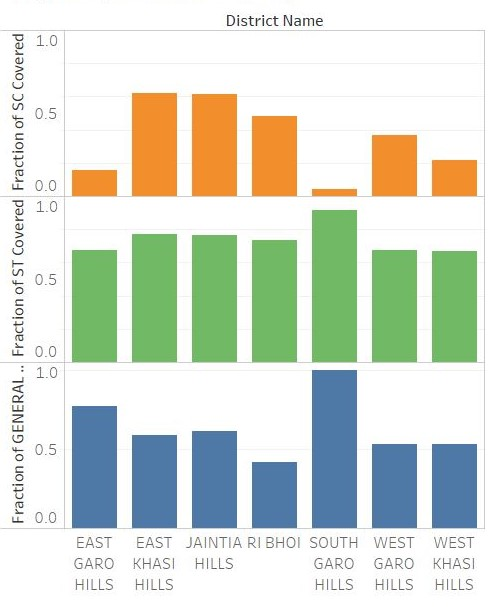 District Name
Fraction of SC Covered
1.0
0.5
0.0
Fraction of ST Covered
1.0
0.5
0.0
Fraction of GENERAL ..
1.0
0.5
0.0
EAST GARO HILLS
EAST KHASI HILLS
JAINTIA HILLS
RI BHOI
SOUTH GARO HILLS
WEST GARO HILLS
WEST KHASI HILLS